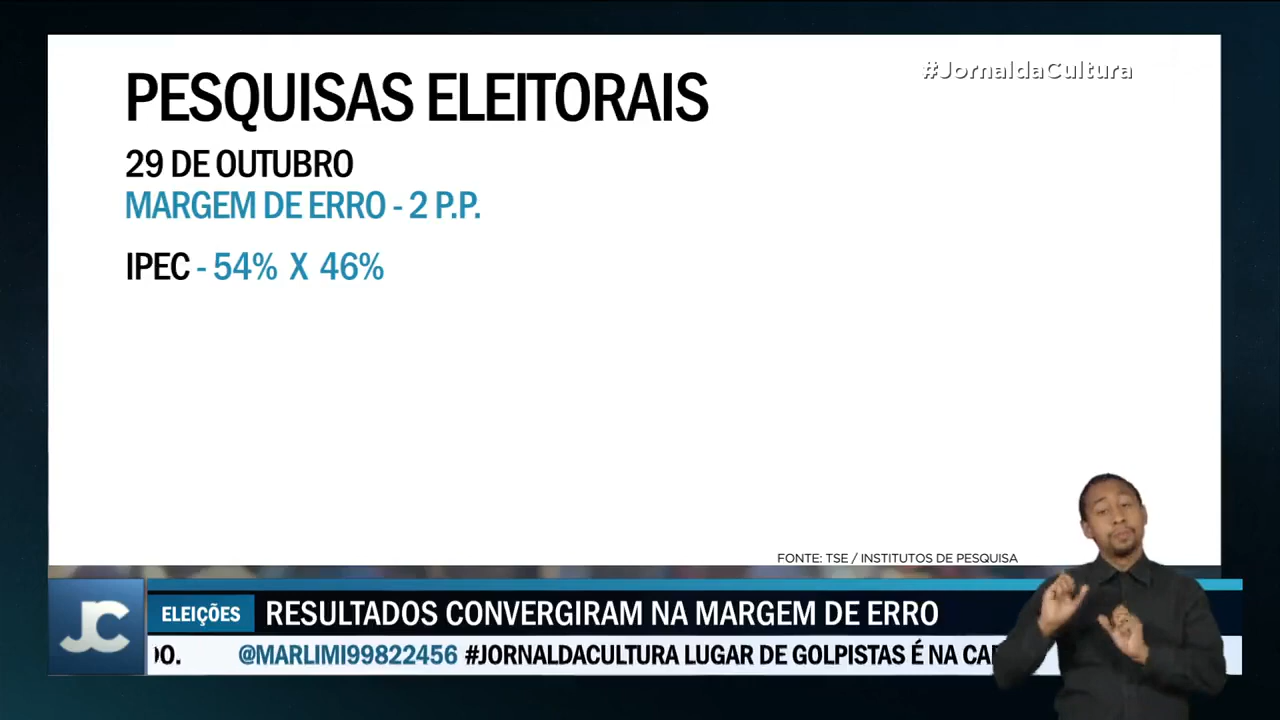 #JornaldaCultura
PESQUISAS ELEITORAIS
29 DE OUTUBRO
MARGEM DE ERRO - 2 P.P.
IPEC - 54% X 46%
FONTE: TSE / INSTITUTOS DE PESQUISA
JC
ELEIÇÕES RESULTADOS CONVERGIRAM NA MARGEM DE ERRO
@MARLIMI99822456 #JORNALDACULTURA LUGAR DE GOLPISTAS É NA